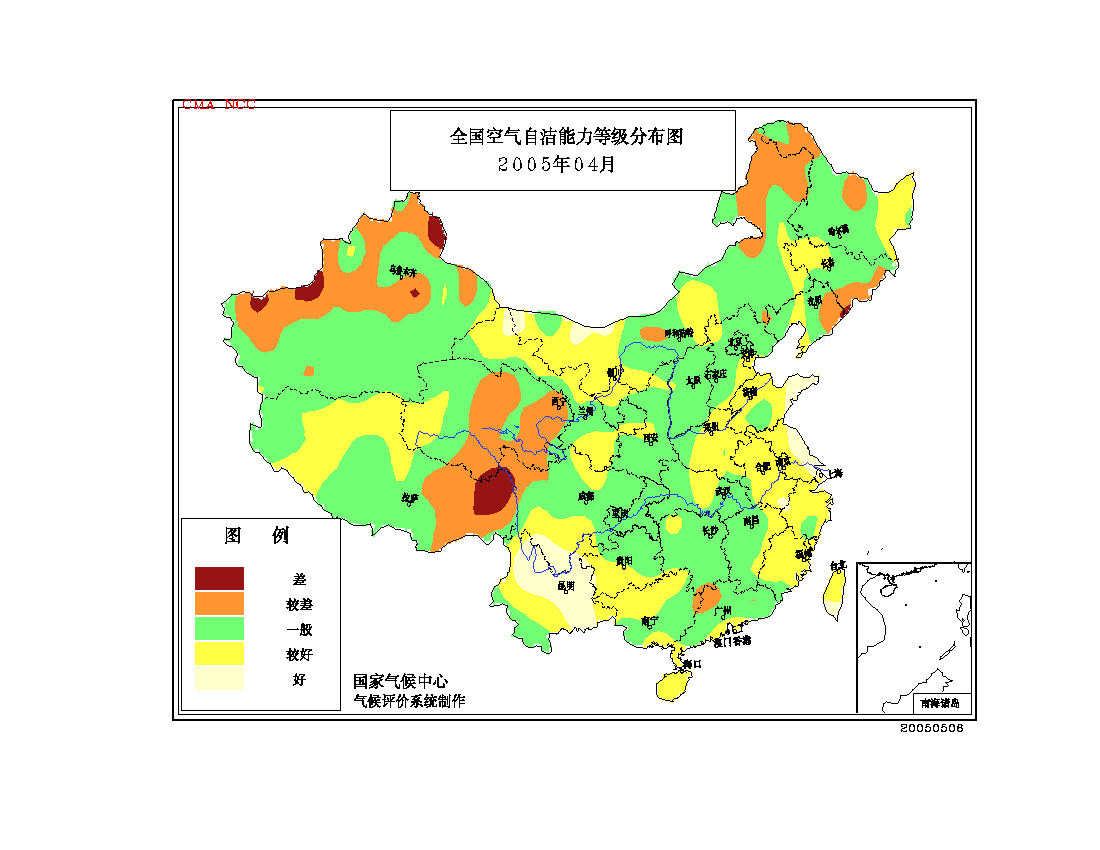 CMA NCC
全国空气自洁能力等级分布图
2005年04月
哈尔滨
长春
乌鲁木齐
沈阳
呼和浩特
北京
天津
银川
太原
石家庄
济南
西宁
兰州
郑州
西安
合肥
南京
上海
拉萨
成都
武汉
重庆
长沙
南昌
贵阳
福州
昆明
台北
广州
南宁
澳门
香港
海口
图 例
差
较差
一般
较好
好
国家气候中心
气候评价系统制作
南海诸岛
20050506